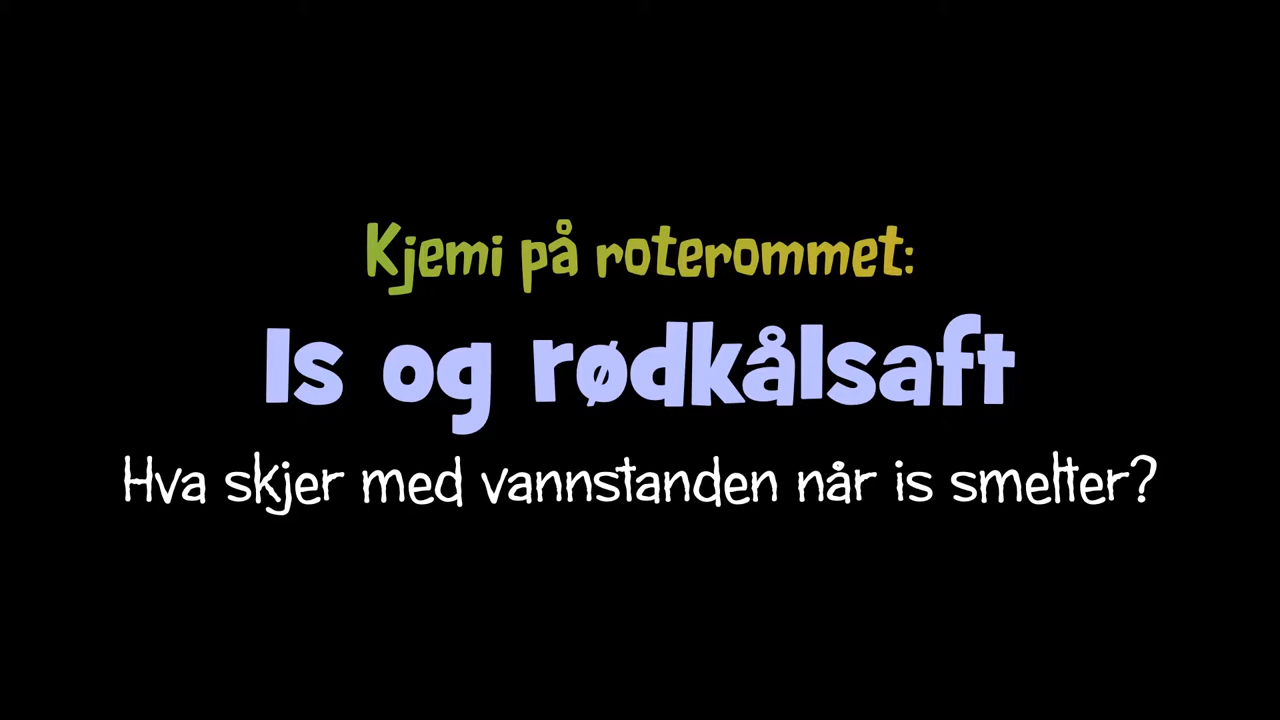 Kjemi på roterommet:
Is og rødkålsaft
Hva skjer med vannstanden når is smelter?